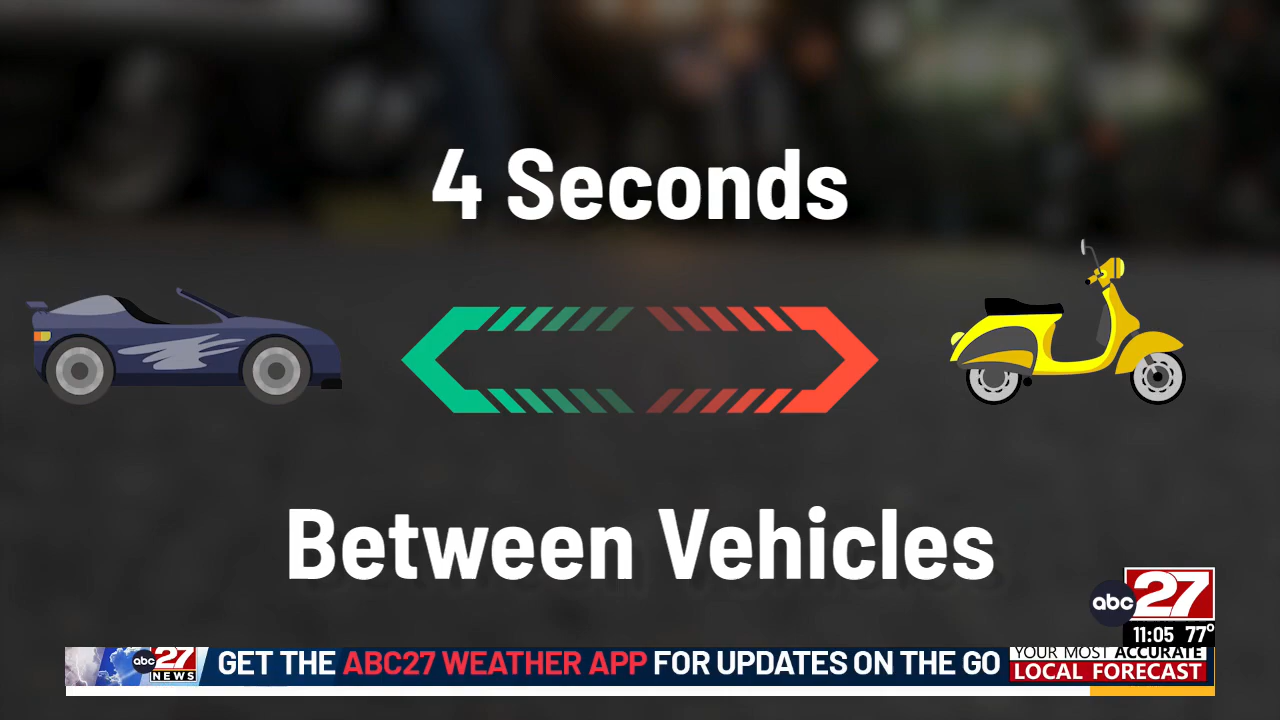 4 Seconds
Between Vehicles
abc 27
11:05 77°
abc 27 NEWS
GET THE ABC27 WEATHER APP FOR UPDATES ON THE GO
YOUR MOST ACCURATE
LOCAL FORECAST